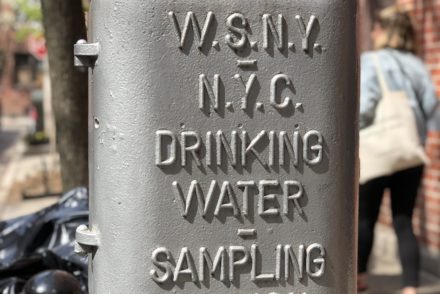 W.S.N.Y.
-
N.Y.C.
DRINKING
WATER
-
SAMPLING